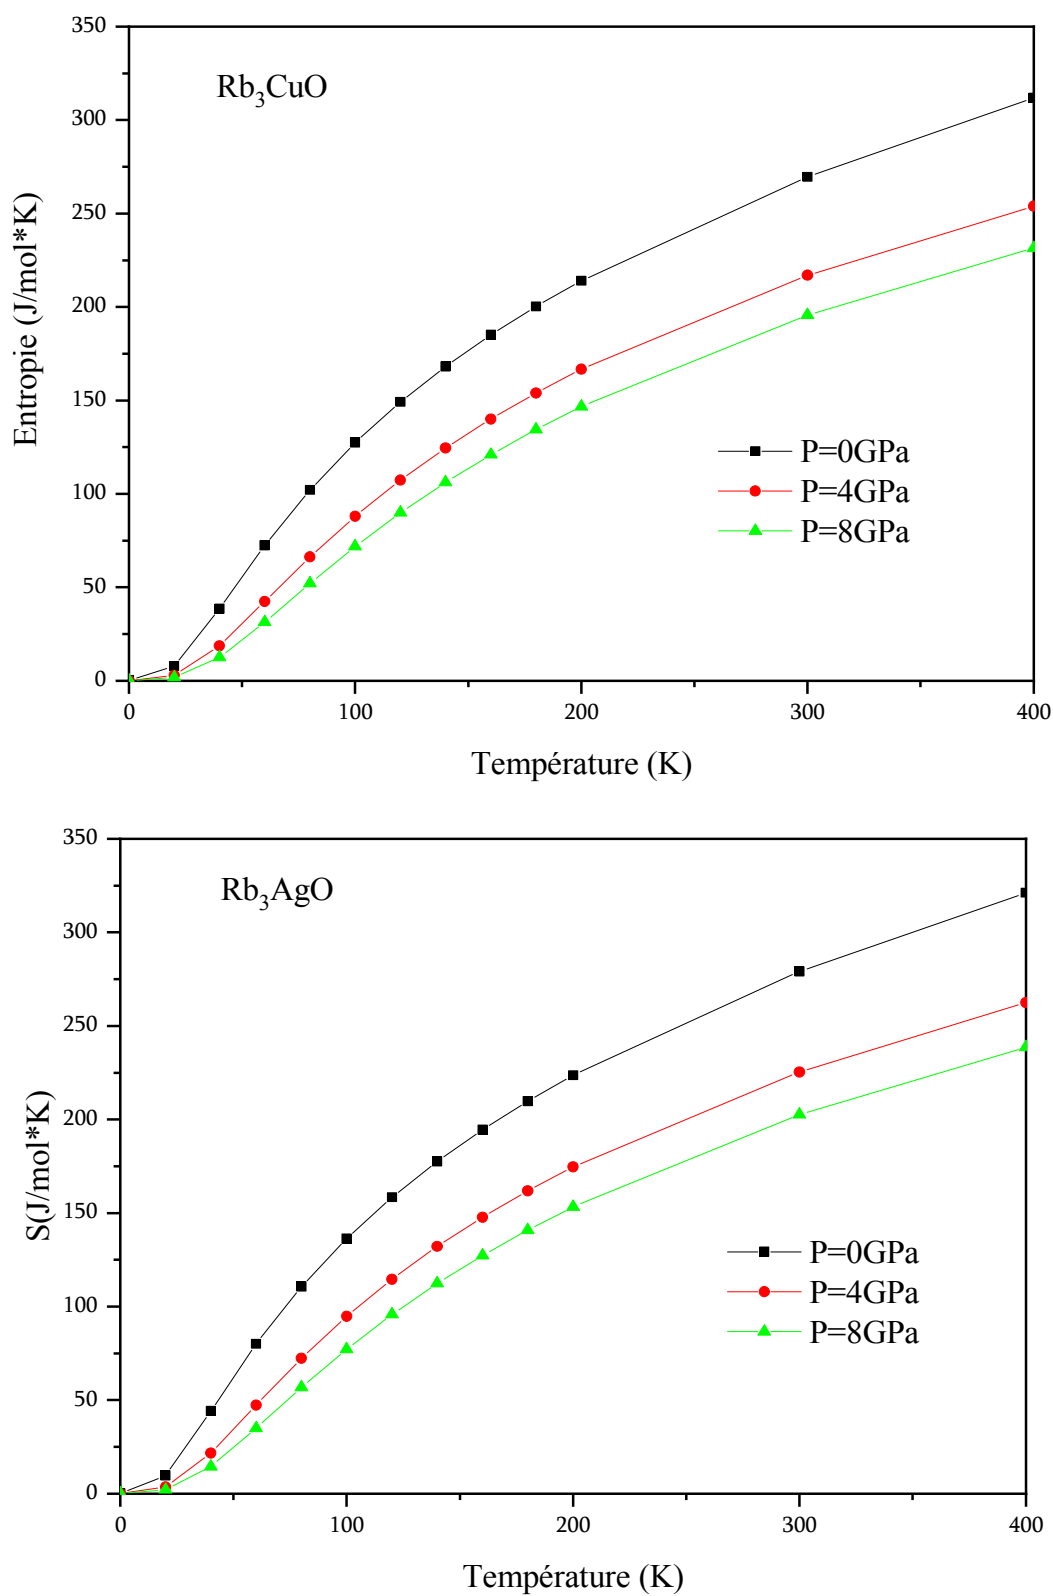 350
300
250
200
150
100
50
0
Entropie (J/mol*K)
Rb₃CuO
P=0GPa
P=4GPa
P=8GPa
0 100 200 300 400
Température (K)
350
300
250
200
150
100
50
0
S(J/mol*K)
Rb₃AgO
P=0GPa
P=4GPa
P=8GPa
0 100 200 300 400
Température (K)